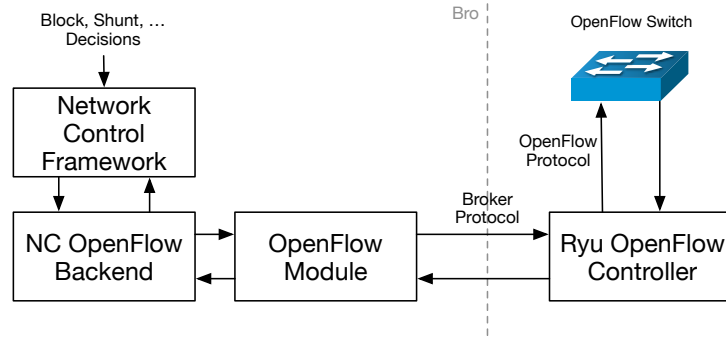 Block, Shunt, ...
Decisions
Bro
OpenFlow Switch
Network
Control
Framework
OpenFlow
Protocol
Broker
Protocol
NC OpenFlow
Backend
OpenFlow
Module
Ryu OpenFlow
Controller